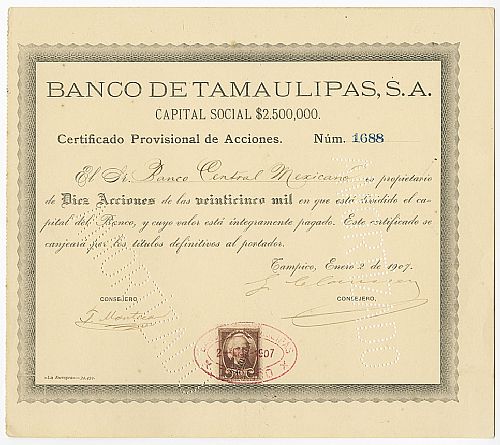 BANCO DE TAMAULIPAS, S.A.
CAPITAL SOCIAL $2.500,000.
Certificado Provisional de Acciones. Núm. 1688
El Sr. Banco Central Mexicano es propietario
de Diez Acciones de las veinticinco mil en que está dividido el ca-
pital del Banco, y cuyo valor está íntegramente pagado. Este certificado se
canjeará por los títulos definitivos al portador.
Tampico, Enero 2 de 1907.
CONSEJERO CONSEJERO,